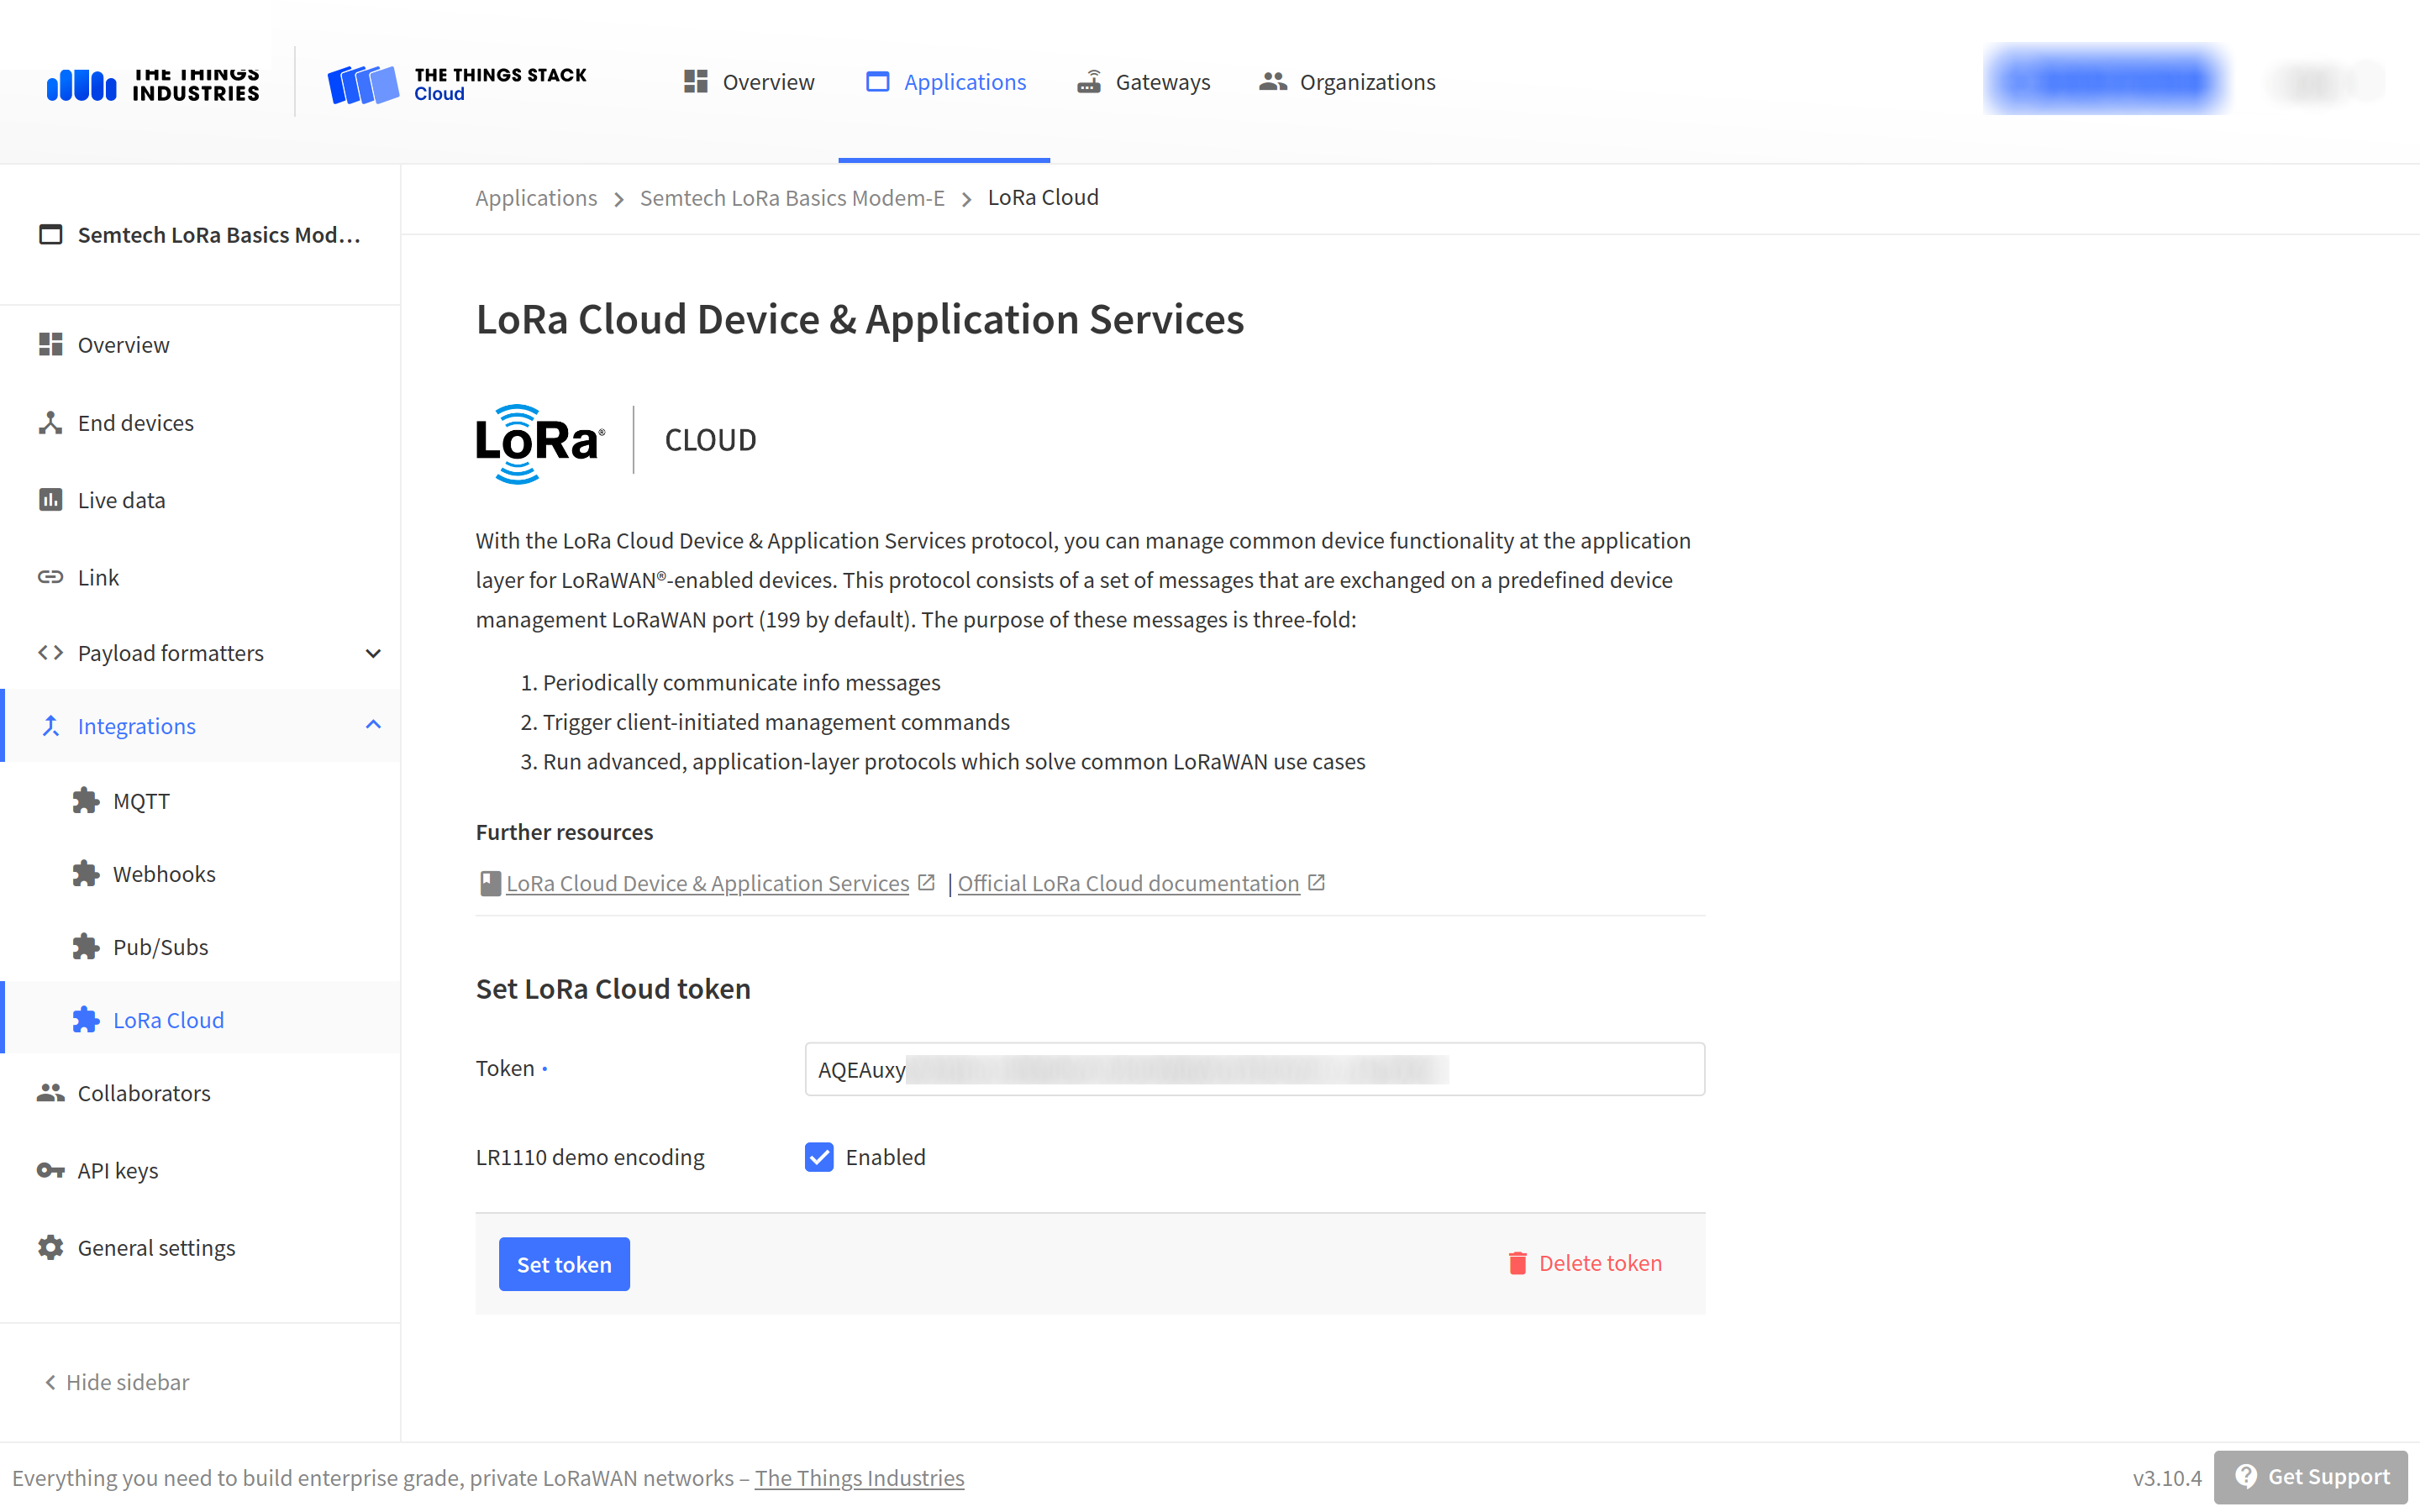 THE THINGS
INDUSTRIES
THE THINGS STACK
Cloud
Overview
Applications
Gateways
Organizations
Semtech LoRa Basics Mod...
Overview
End devices
Live data
Link
Payload formatters
Integrations
MQTT
Webhooks
Pub/Subs
LoRa Cloud
Collaborators
API keys
General settings
Hide sidebar
Applications > Semtech LoRa Basics Modem-E > LoRa Cloud
LoRa Cloud Device & Application Services
LoRa® CLOUD
With the LoRa Cloud Device & Application Services protocol, you can manage common device functionality at the application
layer for LoRaWAN®-enabled devices. This protocol consists of a set of messages that are exchanged on a predefined device
management LoRaWAN port (199 by default). The purpose of these messages is three-fold:
1. Periodically communicate info messages
2. Trigger client-initiated management commands
3. Run advanced, application-layer protocols which solve common LoRaWAN use cases
Further resources
LoRa Cloud Device & Application Services | Official LoRa Cloud documentation
Set LoRa Cloud token
Token •
AQEAuxy
LR1110 demo encoding
Enabled
Set token
Delete token
Everything you need to build enterprise grade, private LoRaWAN networks – The Things Industries
v3.10.4
Get Support